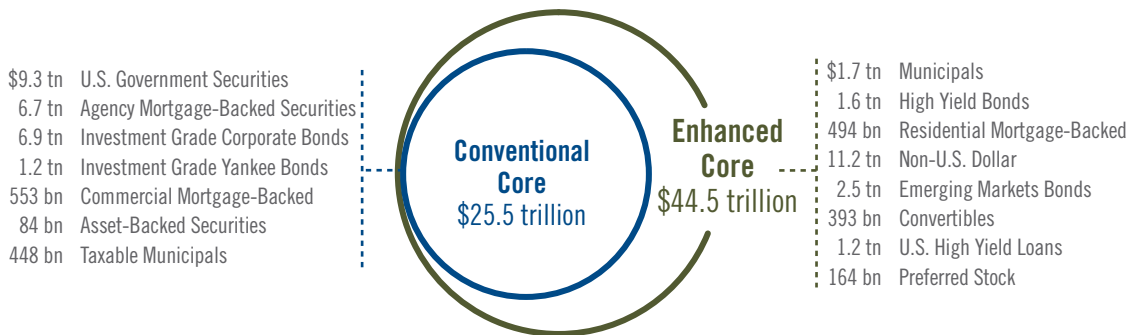 $9.3 tn U.S. Government Securities
6.7 tn Agency Mortgage-Backed Securities
6.9 tn Investment Grade Corporate Bonds
1.2 tn Investment Grade Yankee Bonds
553 bn Commercial Mortgage-Backed
84 bn Asset-Backed Securities
448 bn Taxable Municipals
Conventional
Core
$25.5 trillion
Enhanced
Core
$44.5 trillion
$1.7 tn Municipals
1.6 tn High Yield Bonds
494 bn Residential Mortgage-Backed
11.2 tn Non-U.S. Dollar
2.5 tn Emerging Markets Bonds
393 bn Convertibles
1.2 tn U.S. High Yield Loans
164 bn Preferred Stock